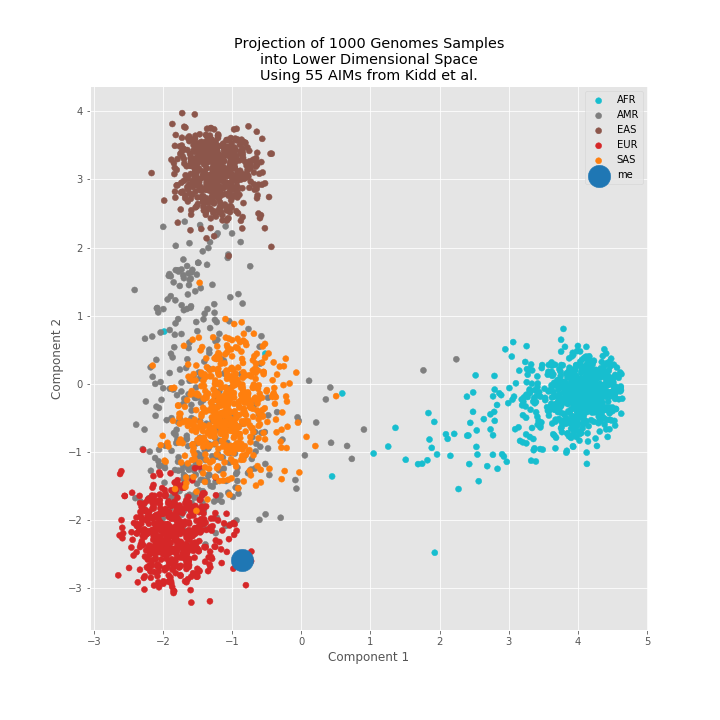 Projection of 1000 Genomes Samples
into Lower Dimensional Space
Using 55 AIMs from Kidd et al.
AFR
AMR
EAS
EUR
SAS
me
4
3
2
1
0
−1
−2
−3
Component 2
−3 −2 −1 0 1 2 3 4 5
Component 1